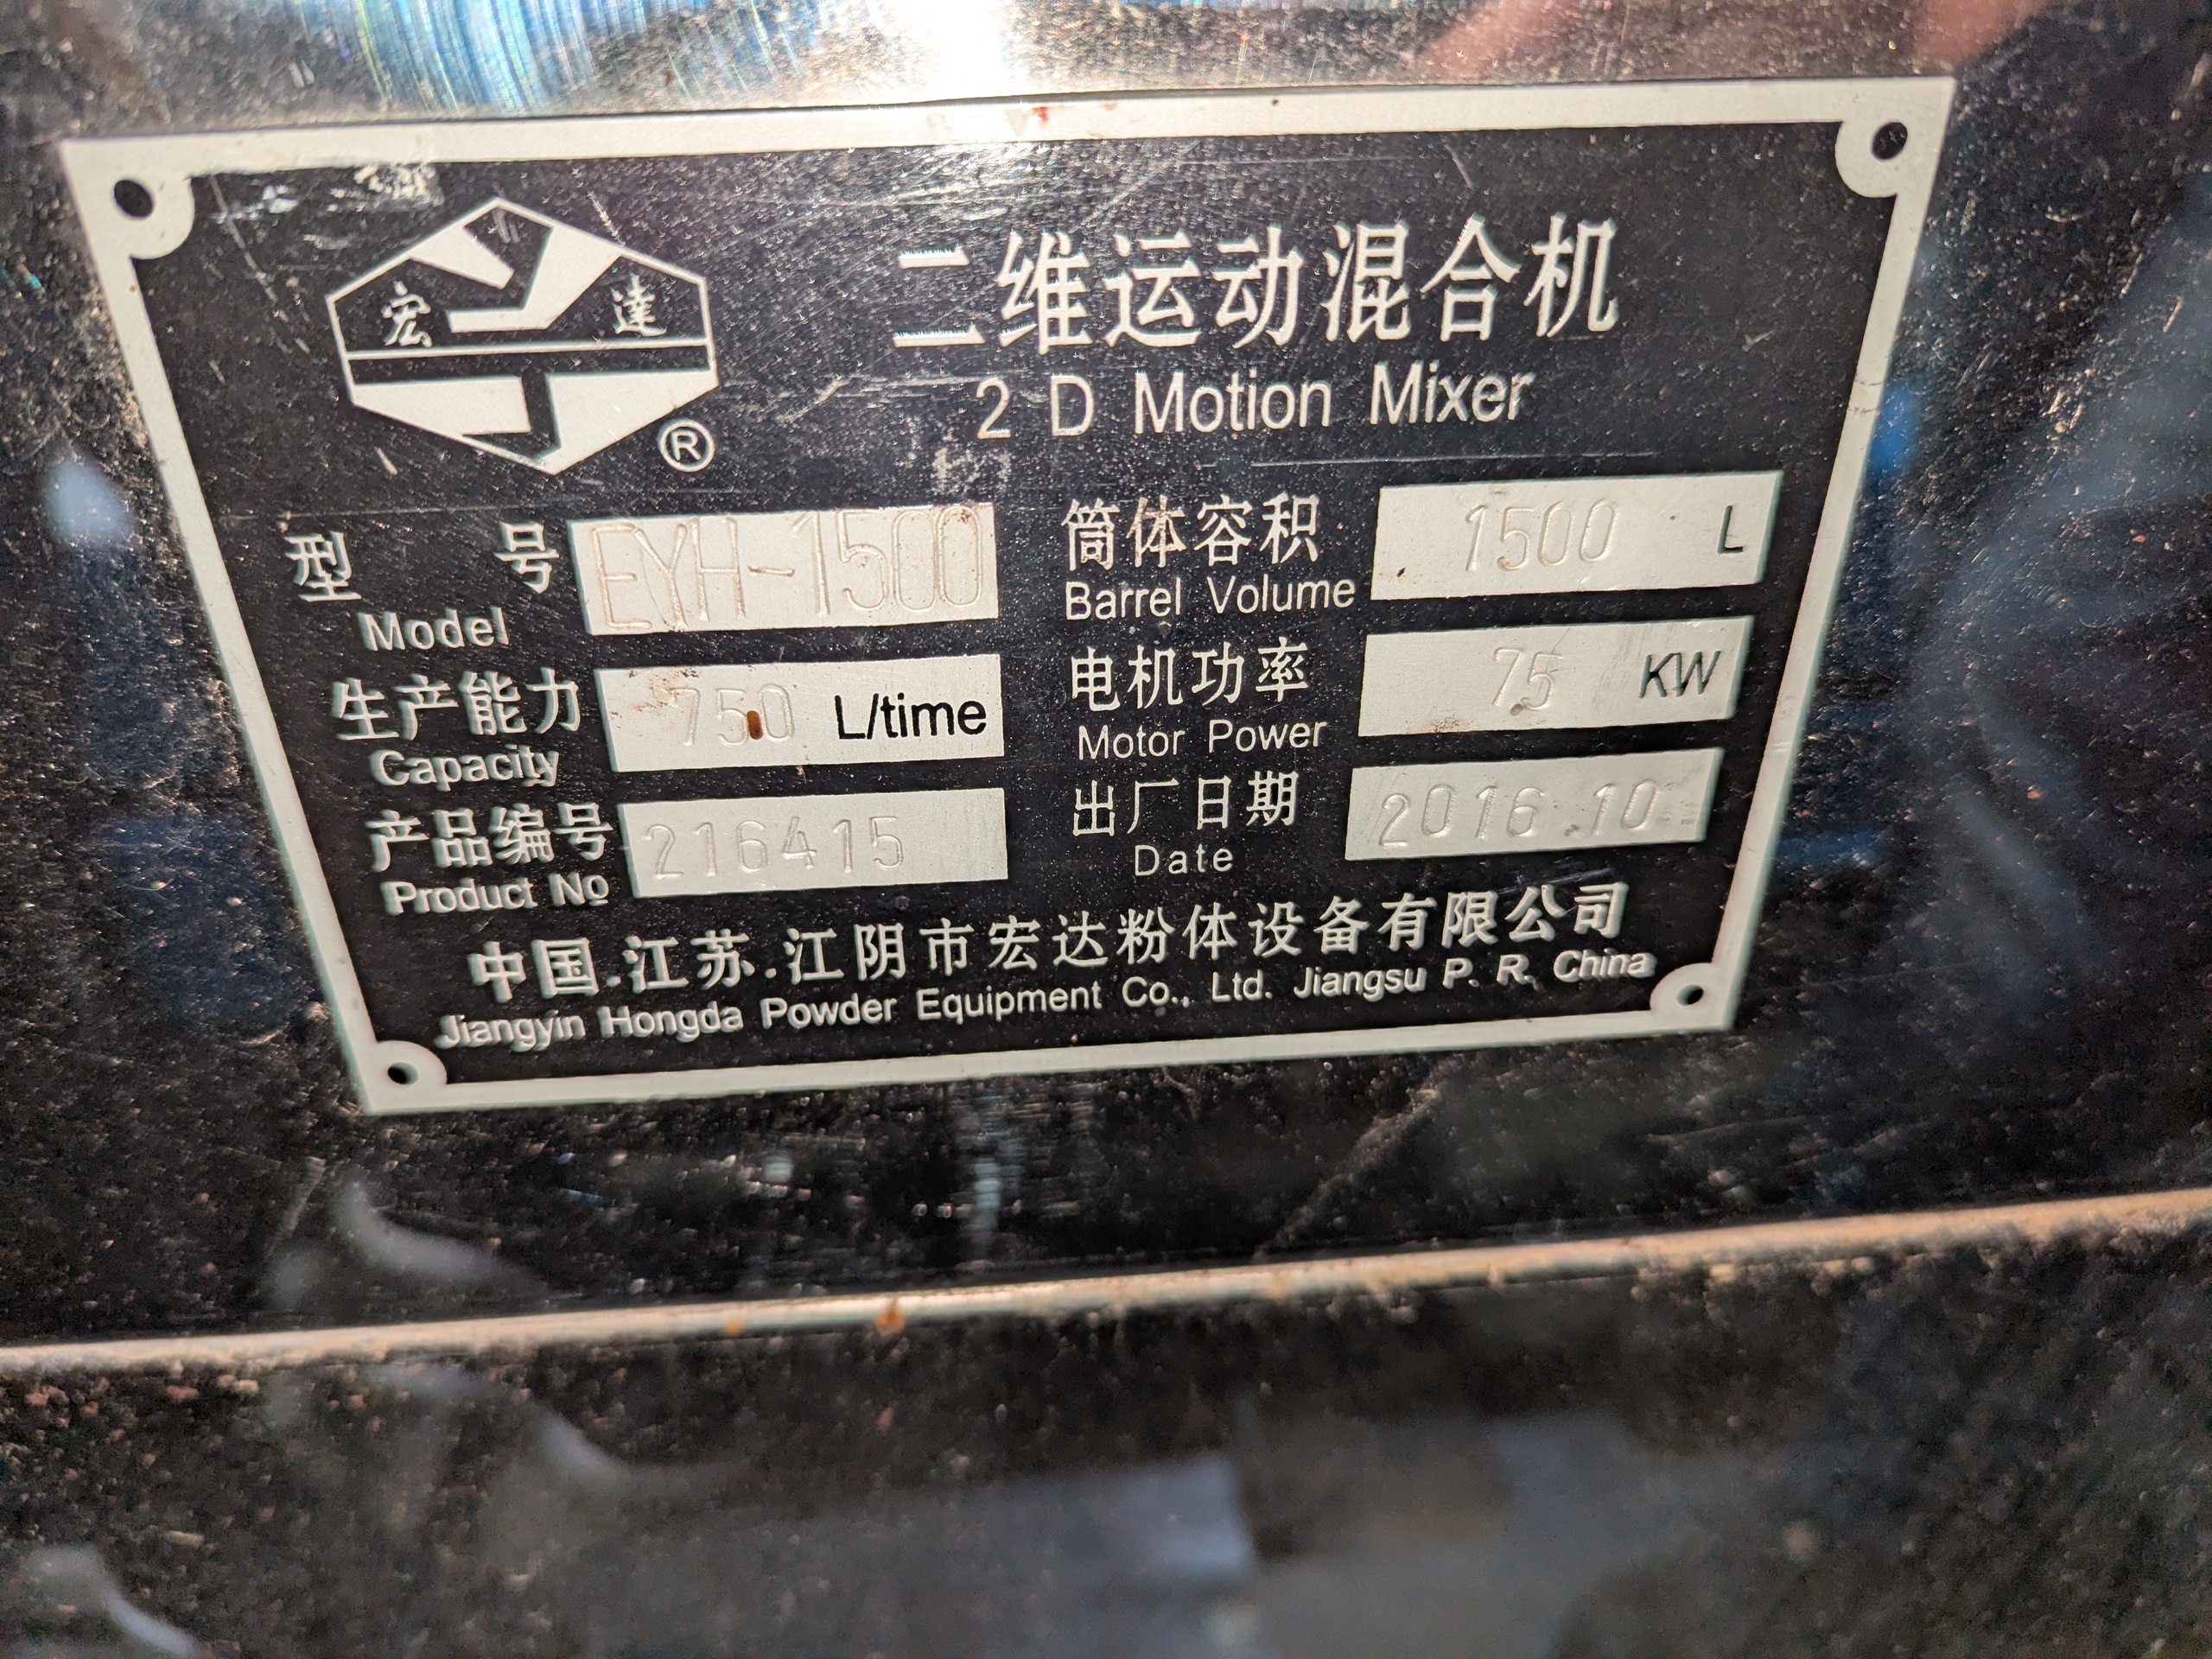 宏 達
®
二维运动混合机
2 D Motion Mixer
型 号 EYH-1500
Model
筒体容积 1500 L
Barrel Volume
生产能力 750 L/time
Capacity
电机功率 75 KW
Motor Power
产品编号 216415
Product No
出厂日期 2016.10
Date
中国.江苏.江阴市宏达粉体设备有限公司
Jiangyin Hongda Powder Equipment Co., Ltd. Jiangsu P. R. China